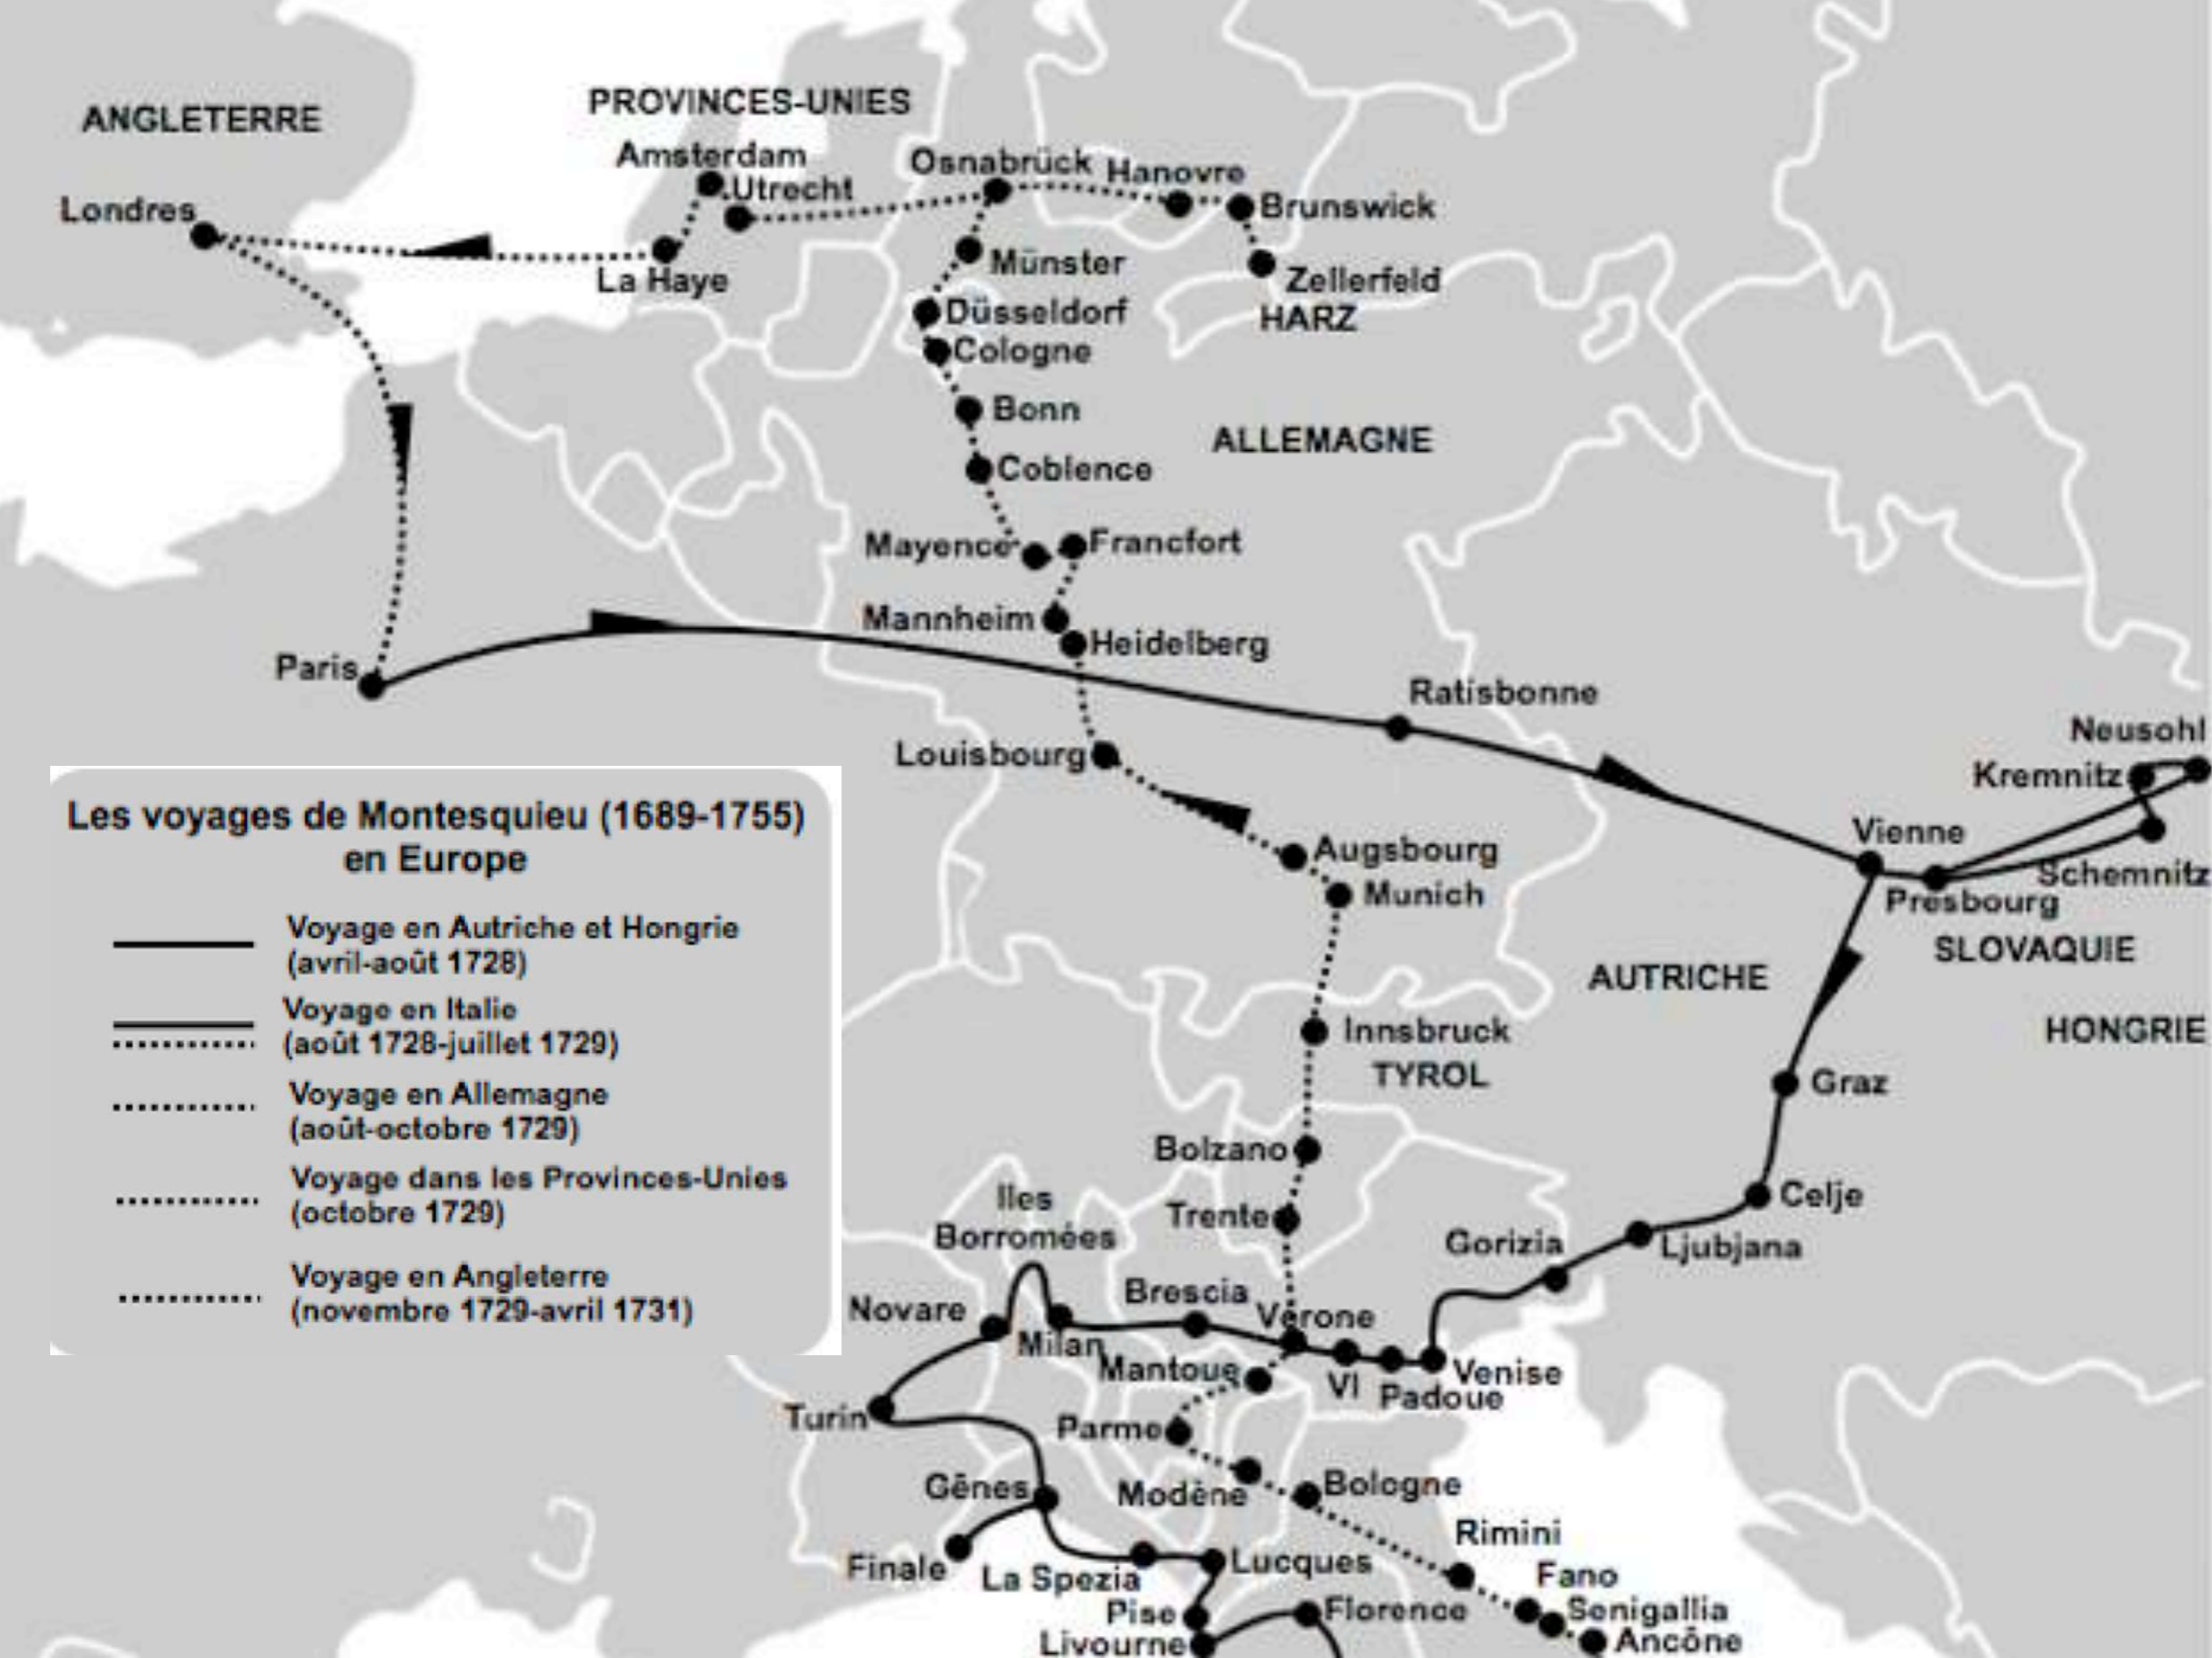 PROVINCES-UNIES
ANGLETERRE
Amsterdam
Osnabrück
Hanovre
Utrecht
Londres
Brunswick
Münster
La Haye
Zellerfeld
Düsseldorf
HARZ
Cologne
Bonn
ALLEMAGNE
Coblence
Mayence
Francfort
Mannheim
Heidelberg
Paris
Ratisbonne
Neusohl
Louisbourg
Kremnitz
Les voyages de Montesquieu (1689-1755)
en Europe
Voyage en Autriche et Hongrie
(avril-août 1728)
Voyage en Italie
(août 1728-juillet 1729)
Voyage en Allemagne
(août-octobre 1729)
Voyage dans les Provinces-Unies
(octobre 1729)
Voyage en Angleterre
(novembre 1729-avril 1731)
Vienne
Augsbourg
Schemnitz
Munich
Presbourg
SLOVAQUIE
AUTRICHE
Innsbruck
HONGRIE
TYROL
Graz
Bolzano
Celje
Iles
Borromées
Trente
Gorizia
Ljubjana
Brescia
Novare
Vérone
Milan
Mantoue
Venise
VI
Padoue
Turin
Parme
Bologne
Gênes
Modène
Rimini
Finale
La Spezia
Lucques
Fano
Pise
Florence
Senigallia
Livourne
Ancône